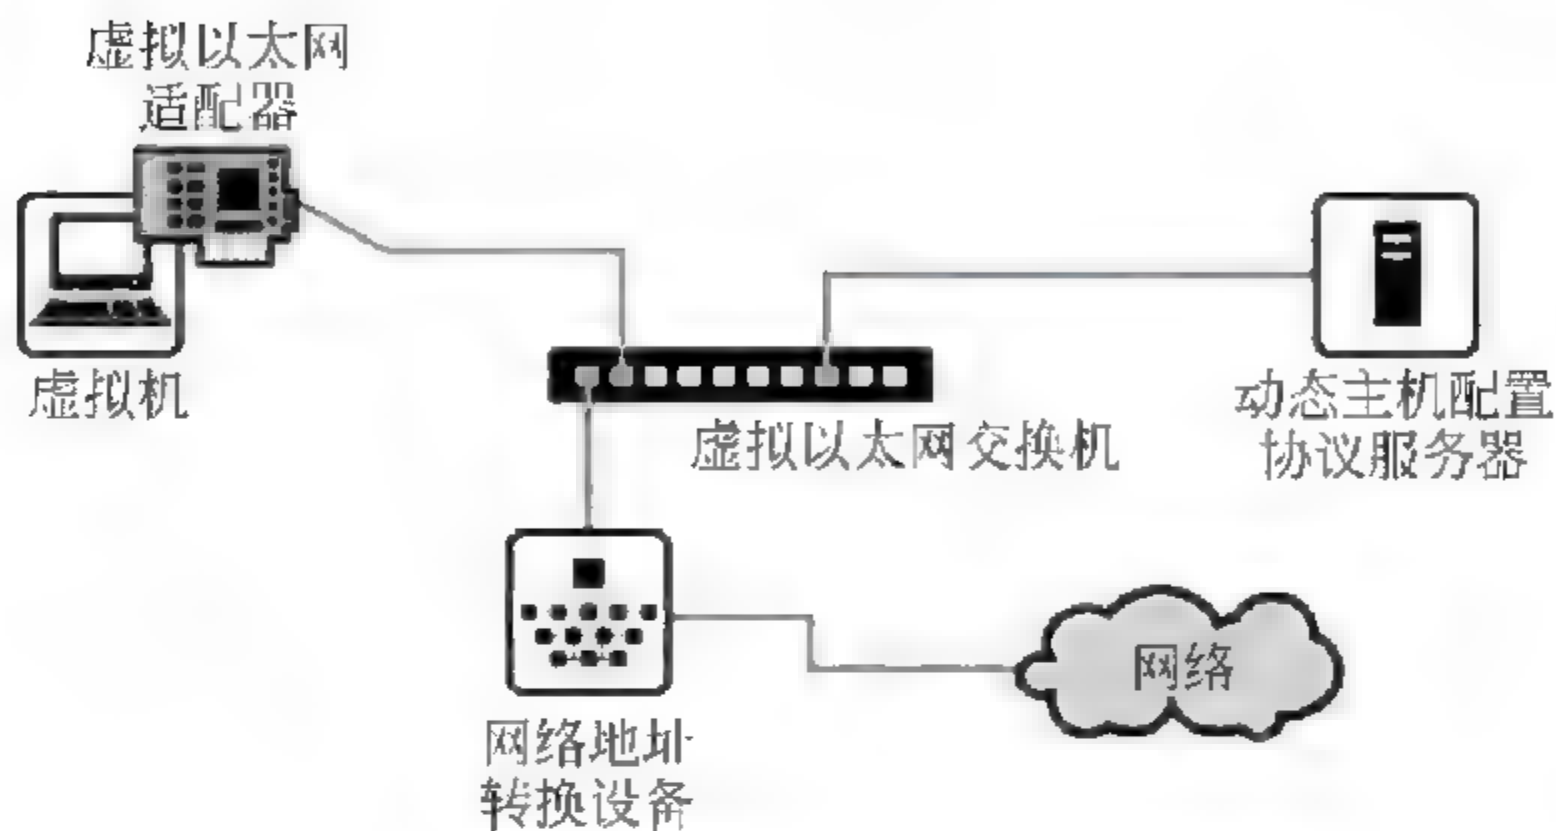 虚拟以太网
适配器
虚拟机
虚拟以太网交换机
动态主机配置
协议服务器
网络
网络地址
转换设备